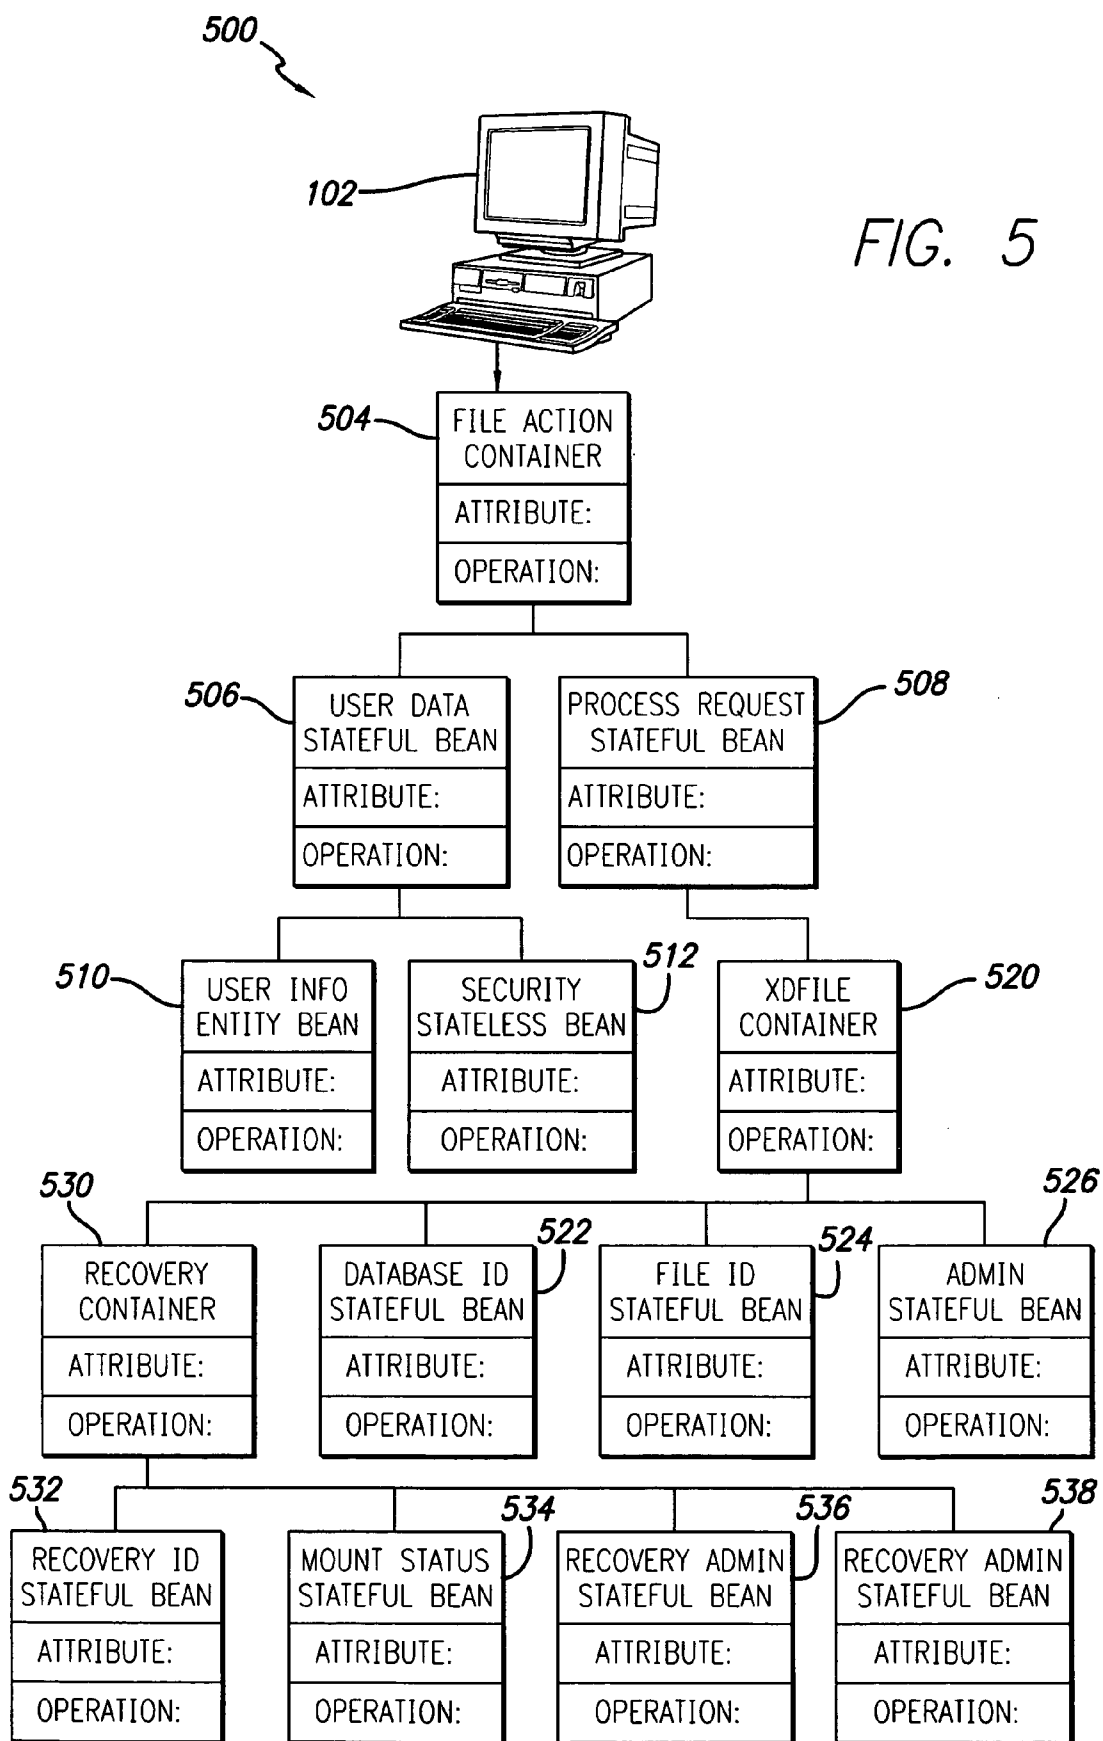 500
102
FIG. 5
504
FILE ACTION
CONTAINER
ATTRIBUTE:
OPERATION:
506
USER DATA
STATEFUL BEAN
ATTRIBUTE:
OPERATION:
508
PROCESS REQUEST
STATEFUL BEAN
ATTRIBUTE:
OPERATION:
510
USER INFO
ENTITY BEAN
ATTRIBUTE:
OPERATION:
512
SECURITY
STATELESS BEAN
ATTRIBUTE:
OPERATION:
520
XDFILE
CONTAINER
ATTRIBUTE:
OPERATION:
530
RECOVERY
CONTAINER
ATTRIBUTE:
OPERATION:
522
DATABASE ID
STATEFUL BEAN
ATTRIBUTE:
OPERATION:
524
FILE ID
STATEFUL BEAN
ATTRIBUTE:
OPERATION:
526
ADMIN
STATEFUL BEAN
ATTRIBUTE:
OPERATION:
532
RECOVERY ID
STATEFUL BEAN
ATTRIBUTE:
OPERATION:
534
MOUNT STATUS
STATEFUL BEAN
ATTRIBUTE:
OPERATION:
536
RECOVERY ADMIN
STATEFUL BEAN
ATTRIBUTE:
OPERATION:
538
RECOVERY ADMIN
STATEFUL BEAN
ATTRIBUTE:
OPERATION: